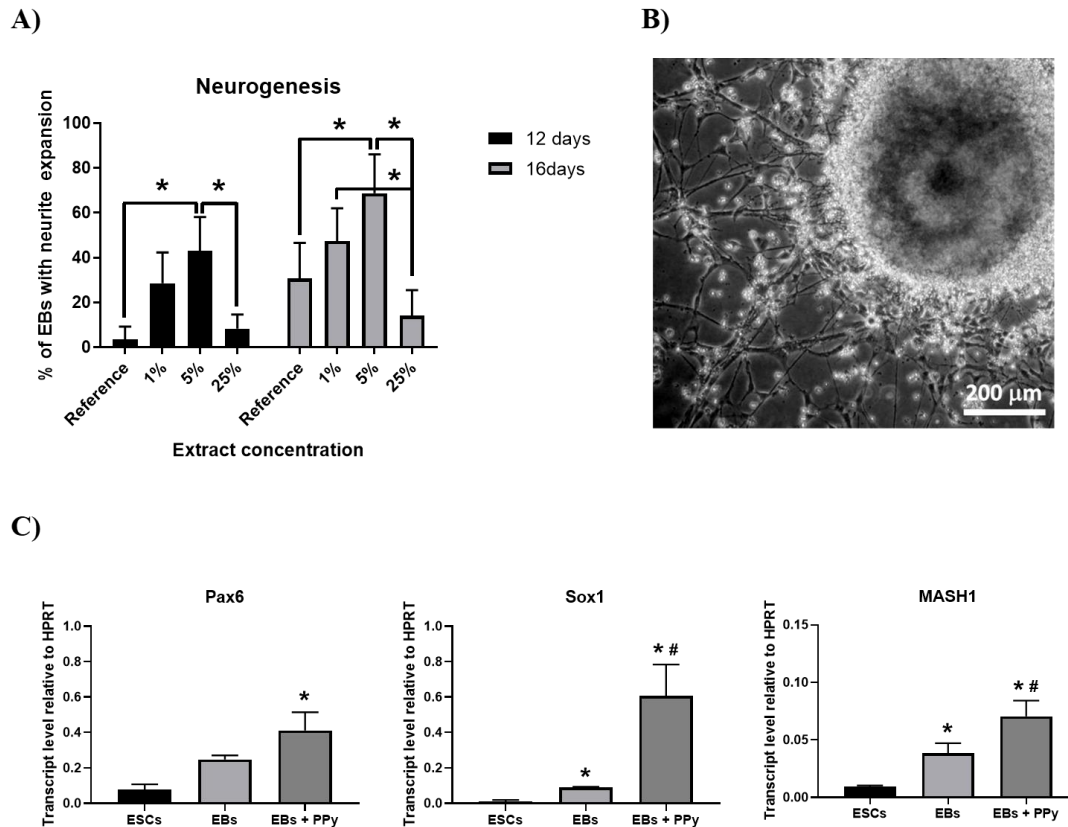 A)
B)
Neurogenesis
% of EBs with neurite expansion
100
80
60
40
20
0
* * * * *
12 days
16days
Reference 1% 5% 25% Reference 1% 5% 25%
Extract concentration
200 µm
C)
Pax6
Transcript level relative to HPRT
1.0
0.8
0.6
0.4
0.2
0.0
*
ESCs EBs EBs + PPy
Sox1
Transcript level relative to HPRT
1.0
0.8
0.6
0.4
0.2
0.0
*
* #
ESCs EBs EBs + PPy
MASH1
Transcript level relative to HPRT
0.15
0.10
0.05
0.00
*
* #
ESCs EBs EBs + PPy